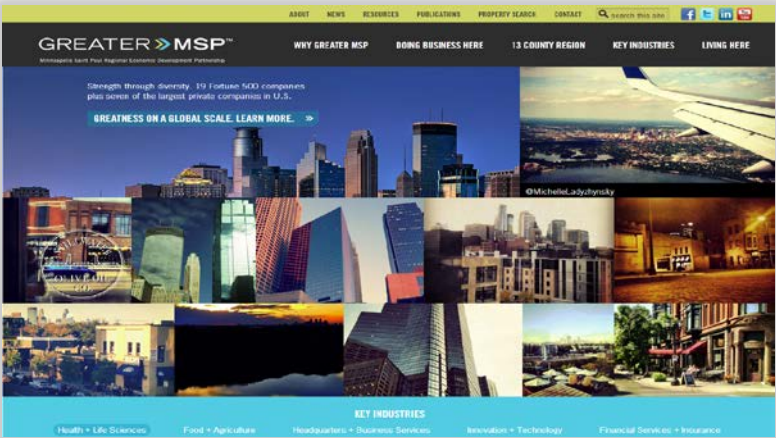 ABOUT NEWS RESOURCES PUBLICATIONS PROPERTY SEARCH CONTACT search this site
GREATER MSP™
Minneapolis Saint Paul Regional Economic Development Partnership
WHY GREATER MSP DOING BUSINESS HERE 13 COUNTY REGION KEY INDUSTRIES LIVING HERE
Strength through diversity. 19 Fortune 500 companies
plus seven of the largest private companies in U.S.
GREATNESS ON A GLOBAL SCALE. LEARN MORE. »
©MichelleLadyzhynsky
KEY INDUSTRIES
Health + Life Sciences Food + Agriculture Headquarters + Business Services Innovation + Technology Financial Services + Insurance